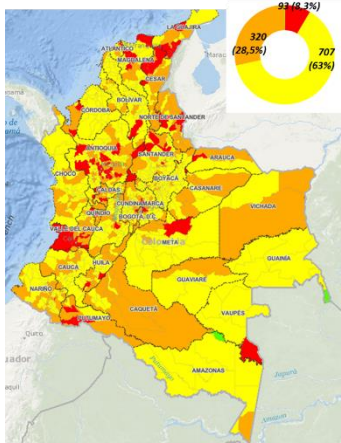 93 (8,3%)
320
(28,5%)
707
(63%)
LA GUAJIRA
ATLÁNTICO
MAGDALENA
CESAR
BOLÍVAR
CÓRDOBA
NORTE DE SANTANDER
ANTIOQUIA
SANTANDER
ARAUCA
BOYACÁ
CHOCÓ
CASANARE
CALDAS
CUNDINAMARCA
VICHADA
QUINDÍO
BOGOTÁ, D.C.
VALLE DEL CAUCA
META
GUAINÍA
CAUCA
HUILA
GUAVIARE
NARIÑO
VAUPÉS
CAQUETÁ
PUTUMAYO
AMAZONAS